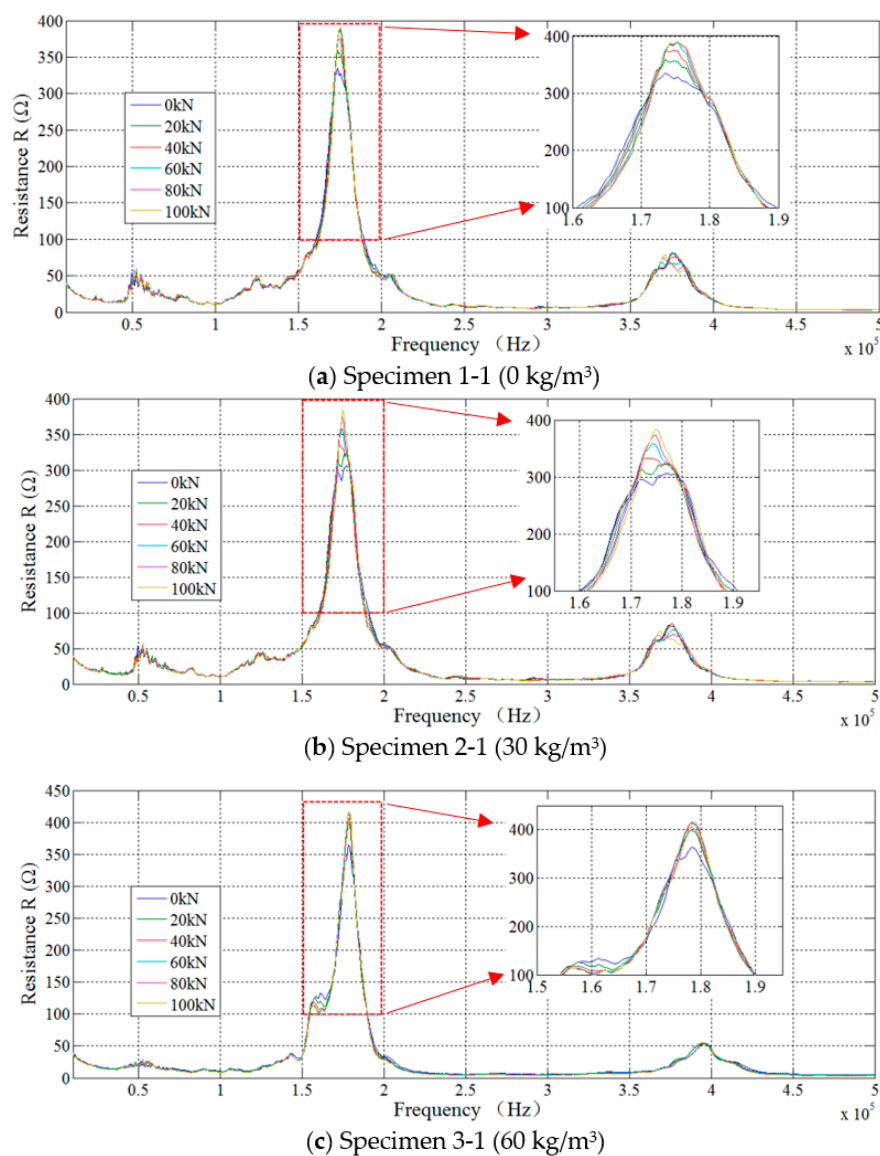 400
350
300
250
200
150
100
50
0
Resistance R (Ω)
0kN
20kN
40kN
60kN
80kN
100kN
400
300
200
100
1.6 1.7 1.8 1.9
0.5 1 1.5 2 2.5 3 3.5 4 4.5 5
Frequency （Hz）
x 10⁵
(a) Specimen 1-1 (0 kg/m³)
400
350
300
250
200
150
100
50
0
Resistance R (Ω)
0kN
20kN
40kN
60kN
80kN
100kN
400
300
200
100
1.6 1.7 1.8 1.9
0.5 1 1.5 2 2.5 3 3.5 4 4.5 5
Frequency （Hz）
x 10⁵
(b) Specimen 2-1 (30 kg/m³)
450
400
350
300
250
200
150
100
50
0
Resistance R (Ω)
0kN
20kN
40kN
60kN
80kN
100kN
400
300
200
100
1.5 1.6 1.7 1.8 1.9
0.5 1 1.5 2 2.5 3 3.5 4 4.5 5
Frequency （Hz）
x 10⁵
(c) Specimen 3-1 (60 kg/m³)